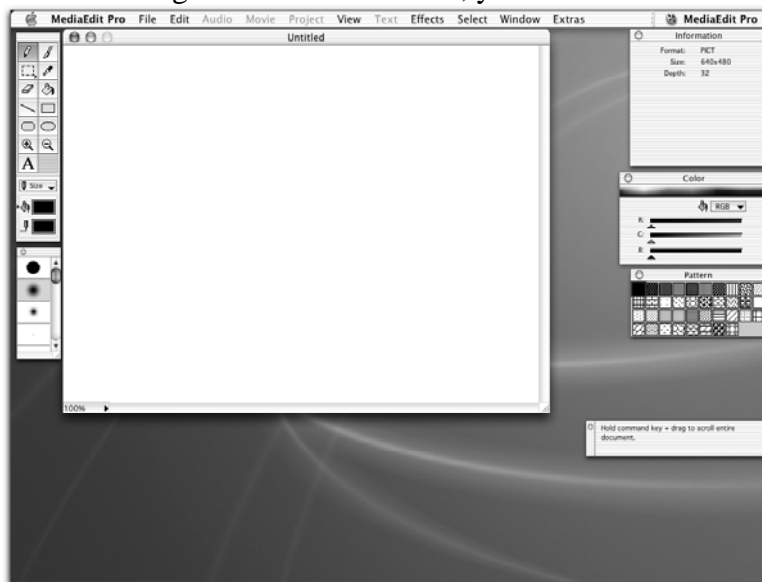 MediaEdit Pro File Edit Audio Movie Project View Text Effects Select Window Extras MediaEdit Pro
Untitled
Information
Format: PICT
Size: 640x480
Depth: 32
A
Size
Color
RGB
R:
G:
B:
Pattern
100%
Hold command key + drag to scroll entire
document.